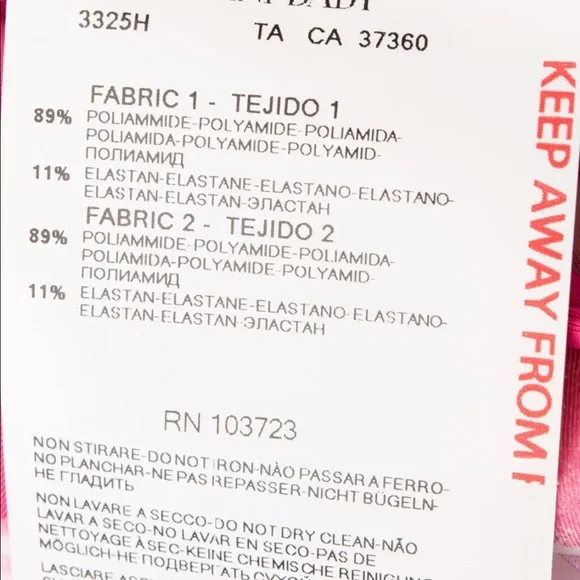 3325H
TA CA 37360
FABRIC 1 - TEJIDO 1
89% POLIAMMIDE-POLYAMIDE-POLIAMIDA-
POLIAMIDA-POLYAMIDE-POLYAMID-
ПОЛИАМИД
11% ELASTAN-ELASTANE-ELASTANO-ELASTANO-
ELASTAN-ELASTAN-ЭЛАСТАН
FABRIC 2 - TEJIDO 2
89% POLIAMMIDE-POLYAMIDE-POLIAMIDA-
POLIAMIDA-POLYAMIDE-POLYAMID-
ПОЛИАМИД
11% ELASTAN-ELASTANE-ELASTANO-ELASTANO-
ELASTAN-ELASTAN-ЭЛАСТАН
RN 103723
NON STIRARE-DO NOT IRON-NÃO PASSAR A FERRO-
NO PLANCHAR-NE PAS REPASSER-NICHT BÜGELN-
НЕ ГЛАДИТЬ
NON LAVARE A SECCO-DO NOT DRY CLEAN-NÃO
LAVAR A SECO-NO LAVAR EN SECO-PAS DE
NETTOYAGE À SEC-KEINE CHEMISCHE REINIGUNG
MÖGLICH-НЕ ПОДВЕРГАТЬ
LASCIARE
KEEP AWAY FROM